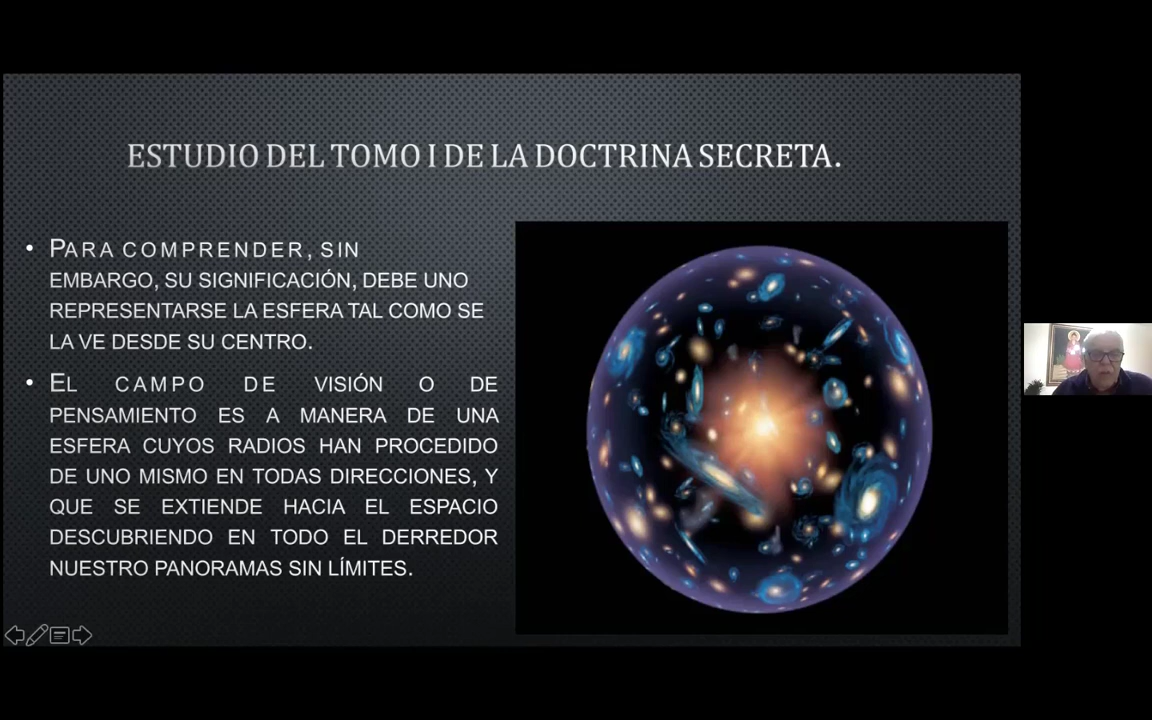 ESTUDIO DEL TOMO I DE LA DOCTRINA SECRETA.
• PARA COMPRENDER, SIN
EMBARGO, SU SIGNIFICACIÓN, DEBE UNO
REPRESENTARSE LA ESFERA TAL COMO SE
LA VE DESDE SU CENTRO.
• EL CAMPO DE VISIÓN O DE
PENSAMIENTO ES A MANERA DE UNA
ESFERA CUYOS RADIOS HAN PROCEDIDO
DE UNO MISMO EN TODAS DIRECCIONES, Y
QUE SE EXTIENDE HACIA EL ESPACIO
DESCUBRIENDO EN TODO EL DERREDOR
NUESTRO PANORAMAS SIN LÍMITES.